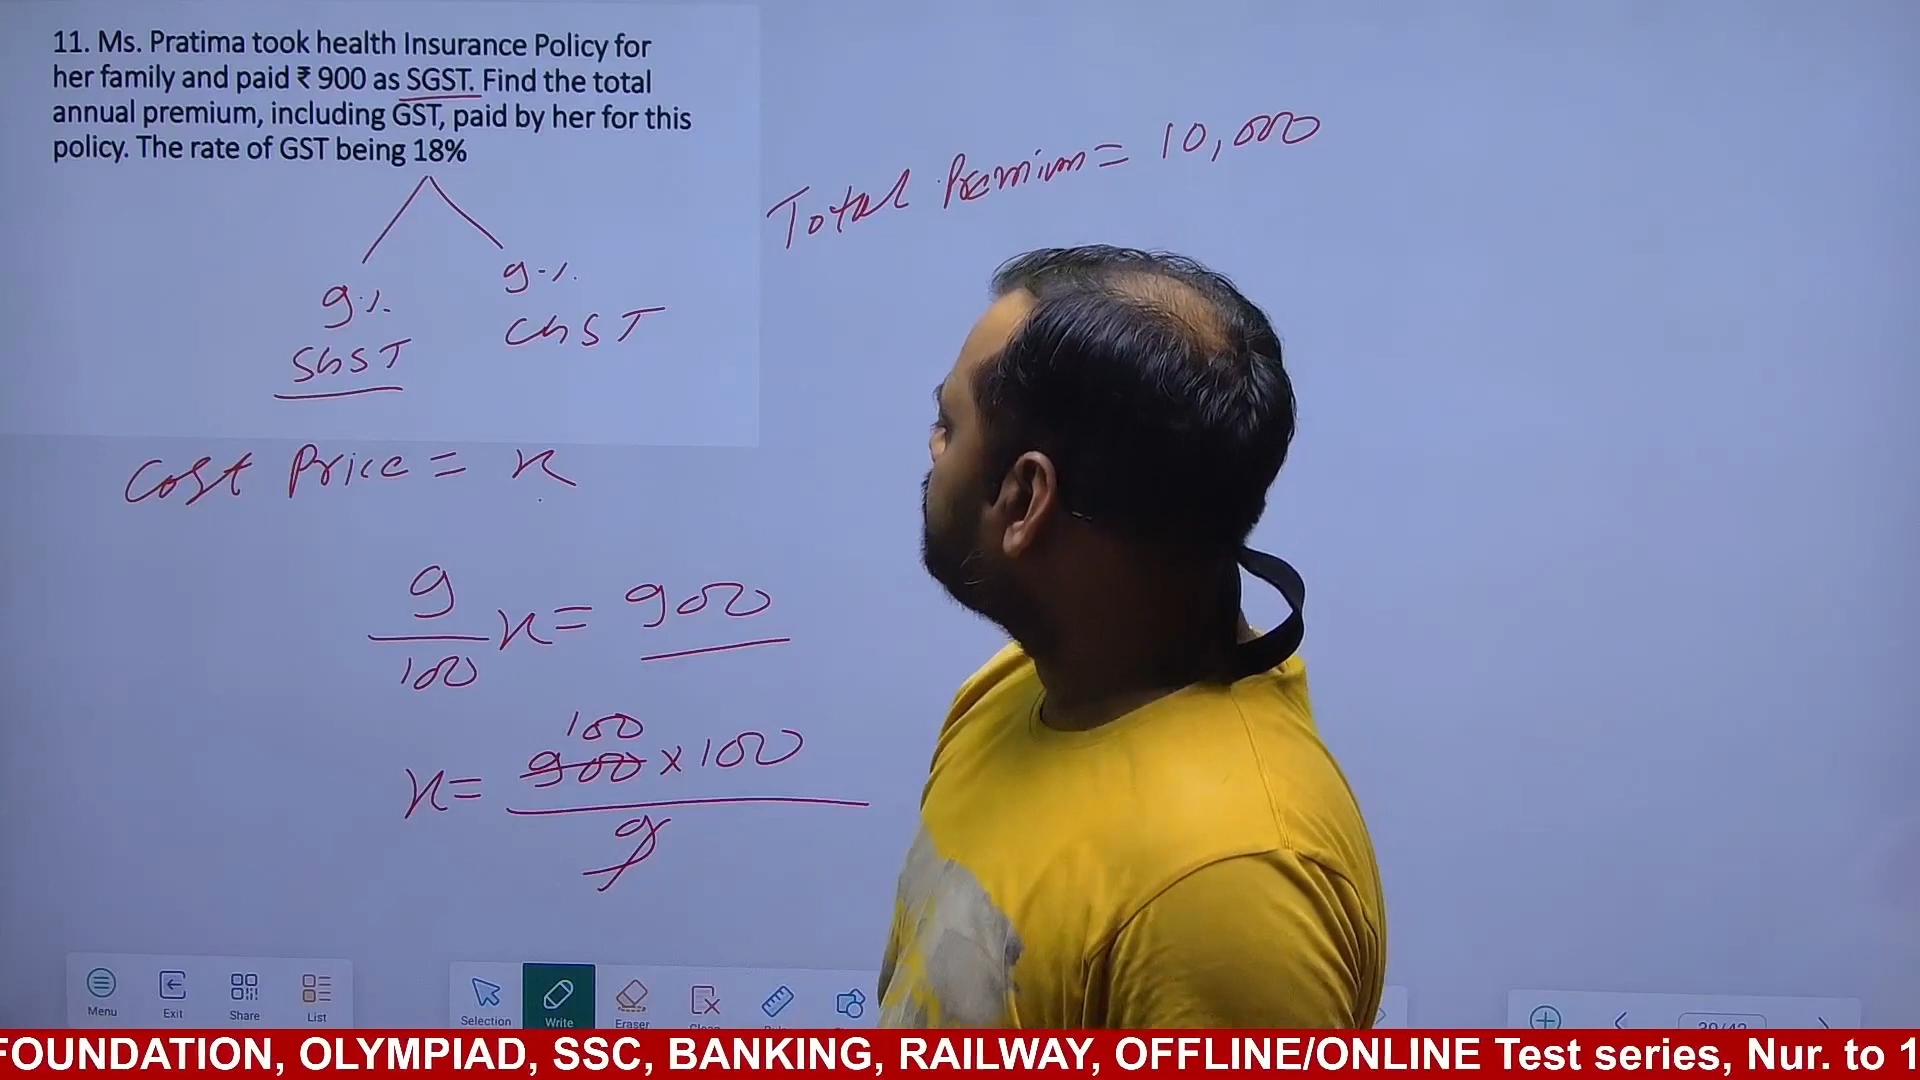 11. Ms. Pratima took health Insurance Policy for
her family and paid ₹ 900 as SGST. Find the total
annual premium, including GST, paid by her for this
policy. The rate of GST being 18%
Total Premium = 10,000
9% 9%
SGST CGST
Cost Price = x
9/100 x = 900
100
x = 900 x 100
9
Menu Exit Share List Selection Write Eraser
FOUNDATION, OLYMPIAD, SSC, BANKING, RAILWAY, OFFLINE/ONLINE Test series, Nur. to 1